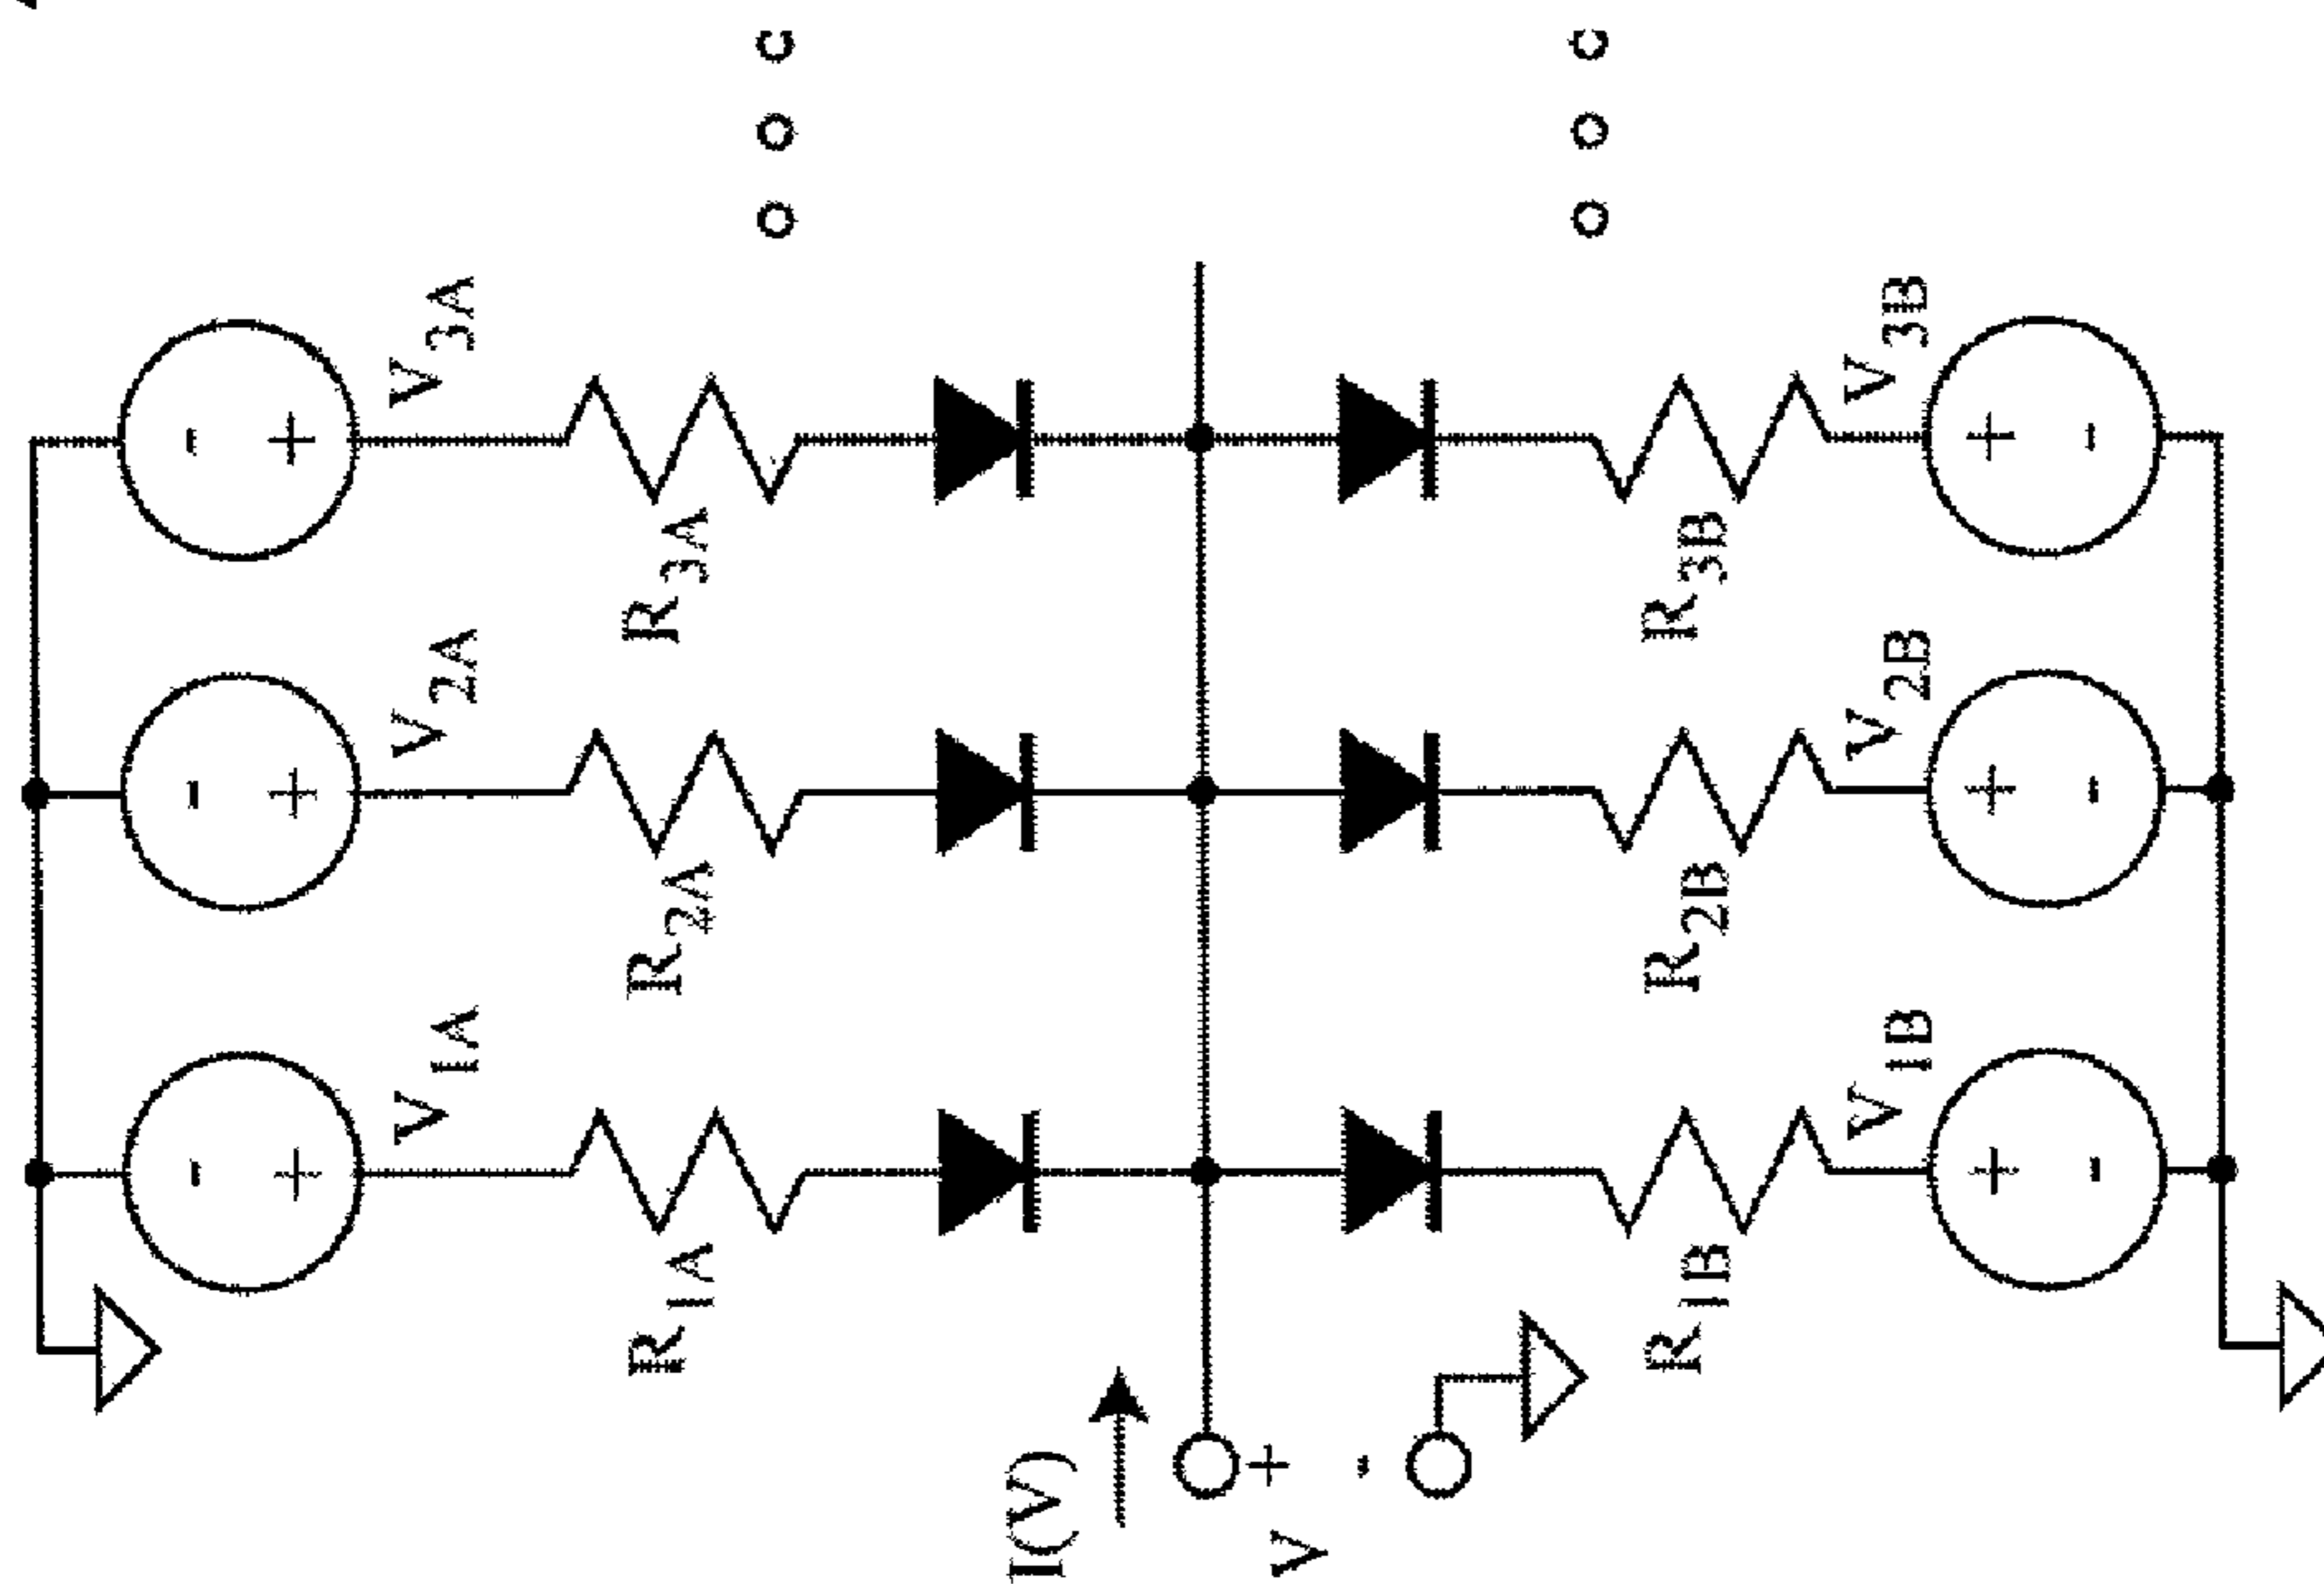 V3A
V3B
R3A
R3B
V2A
V2B
R2A
R2B
V1A
V1B
R1A
R1B
I(V)
+
-
V